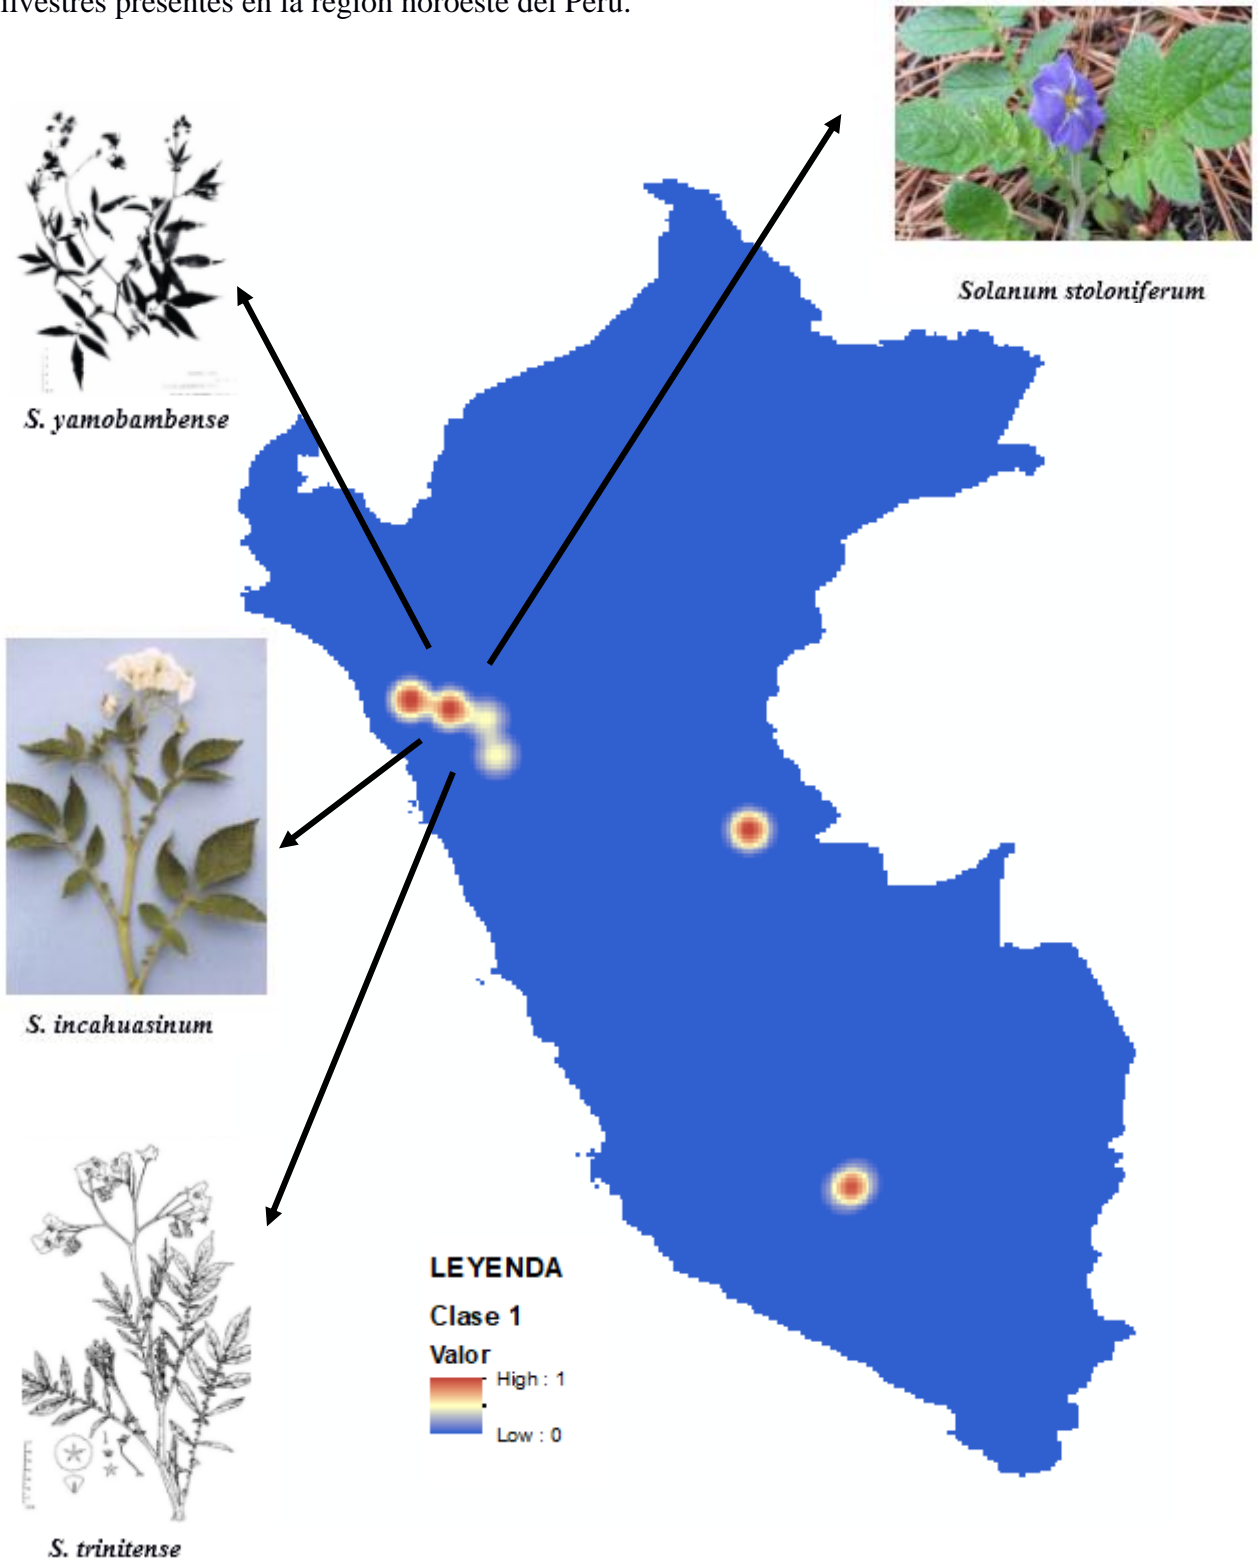 ilvestres presentes en la región noroeste del Perú.
Solanum stoloniferum
S. yamobambense
S. incahuasinum
LEYENDA
Clase 1
Valor
High : 1
Low : 0
S. trinitense